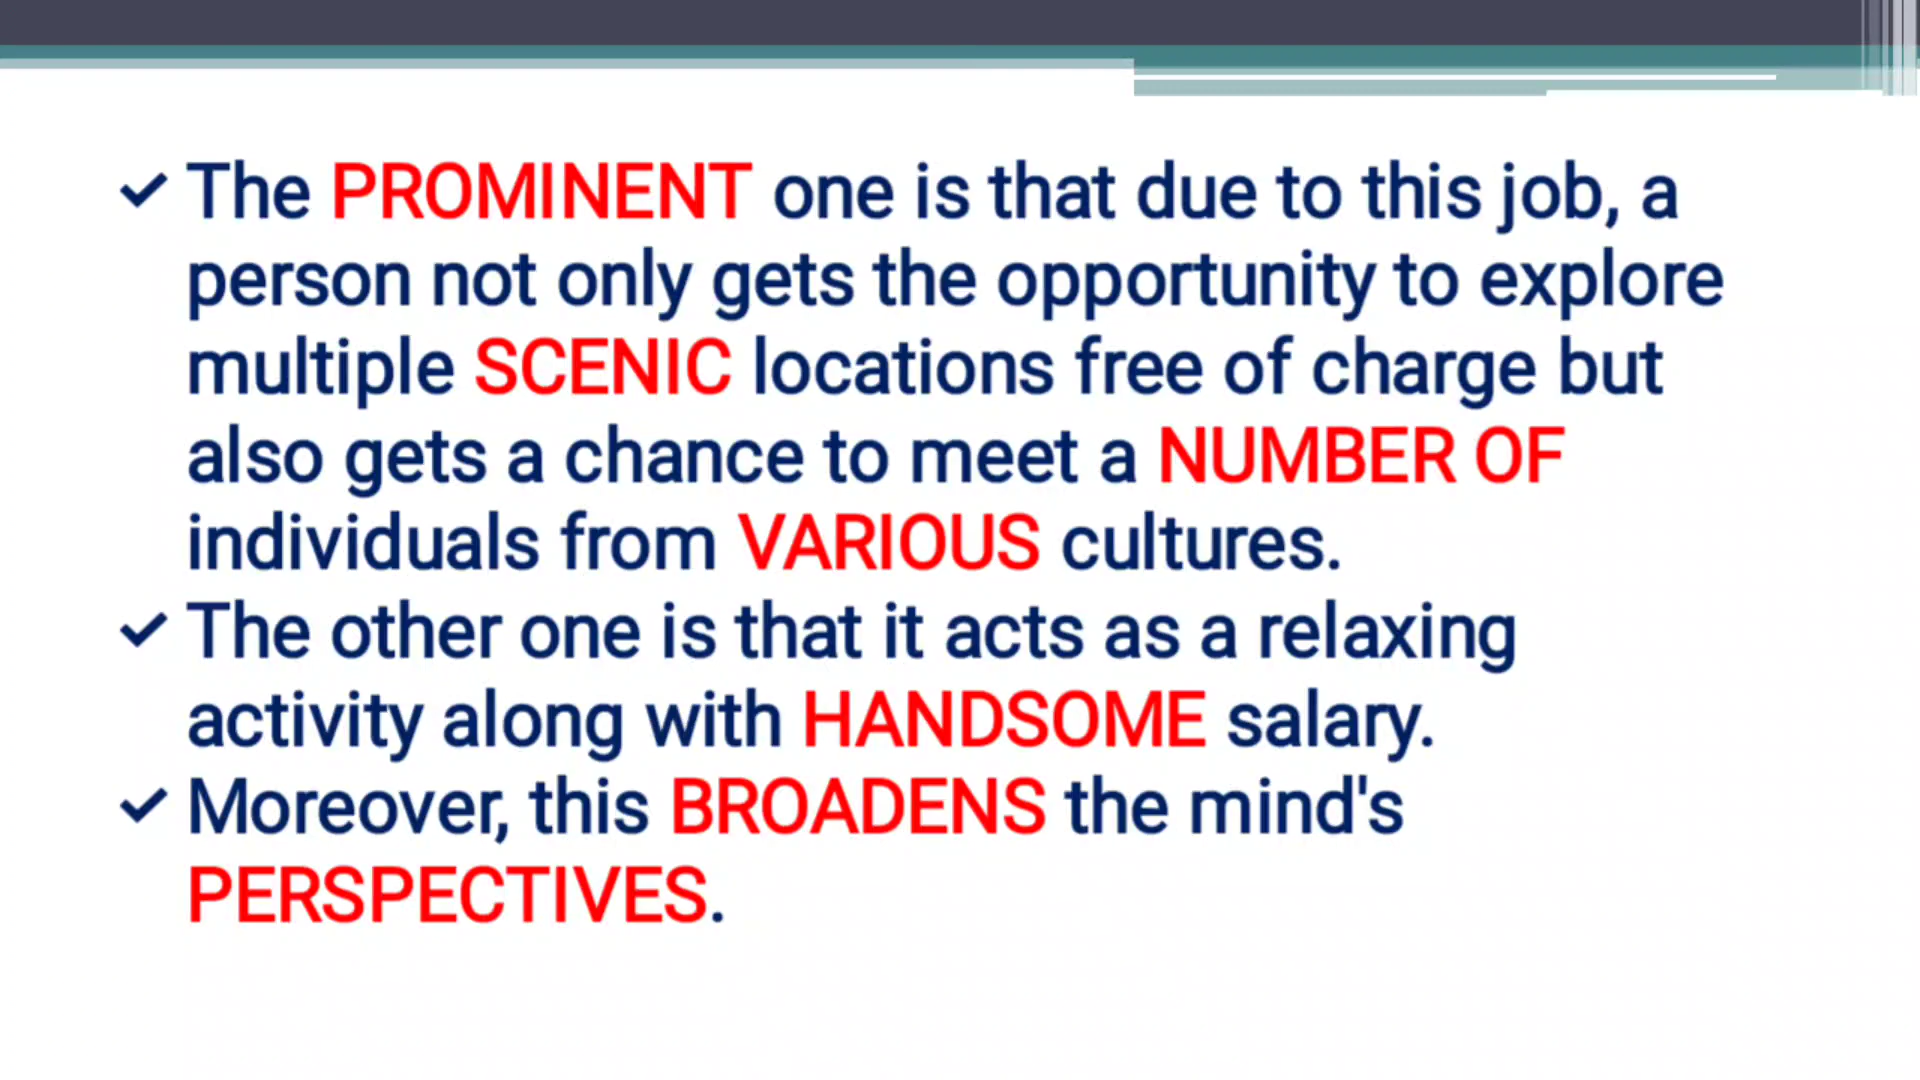 ✓ The PROMINENT one is that due to this job, a
person not only gets the opportunity to explore
multiple SCENIC locations free of charge but
also gets a chance to meet a NUMBER OF
individuals from VARIOUS cultures.
✓ The other one is that it acts as a relaxing
activity along with HANDSOME salary.
✓ Moreover, this BROADENS the mind's
PERSPECTIVES.